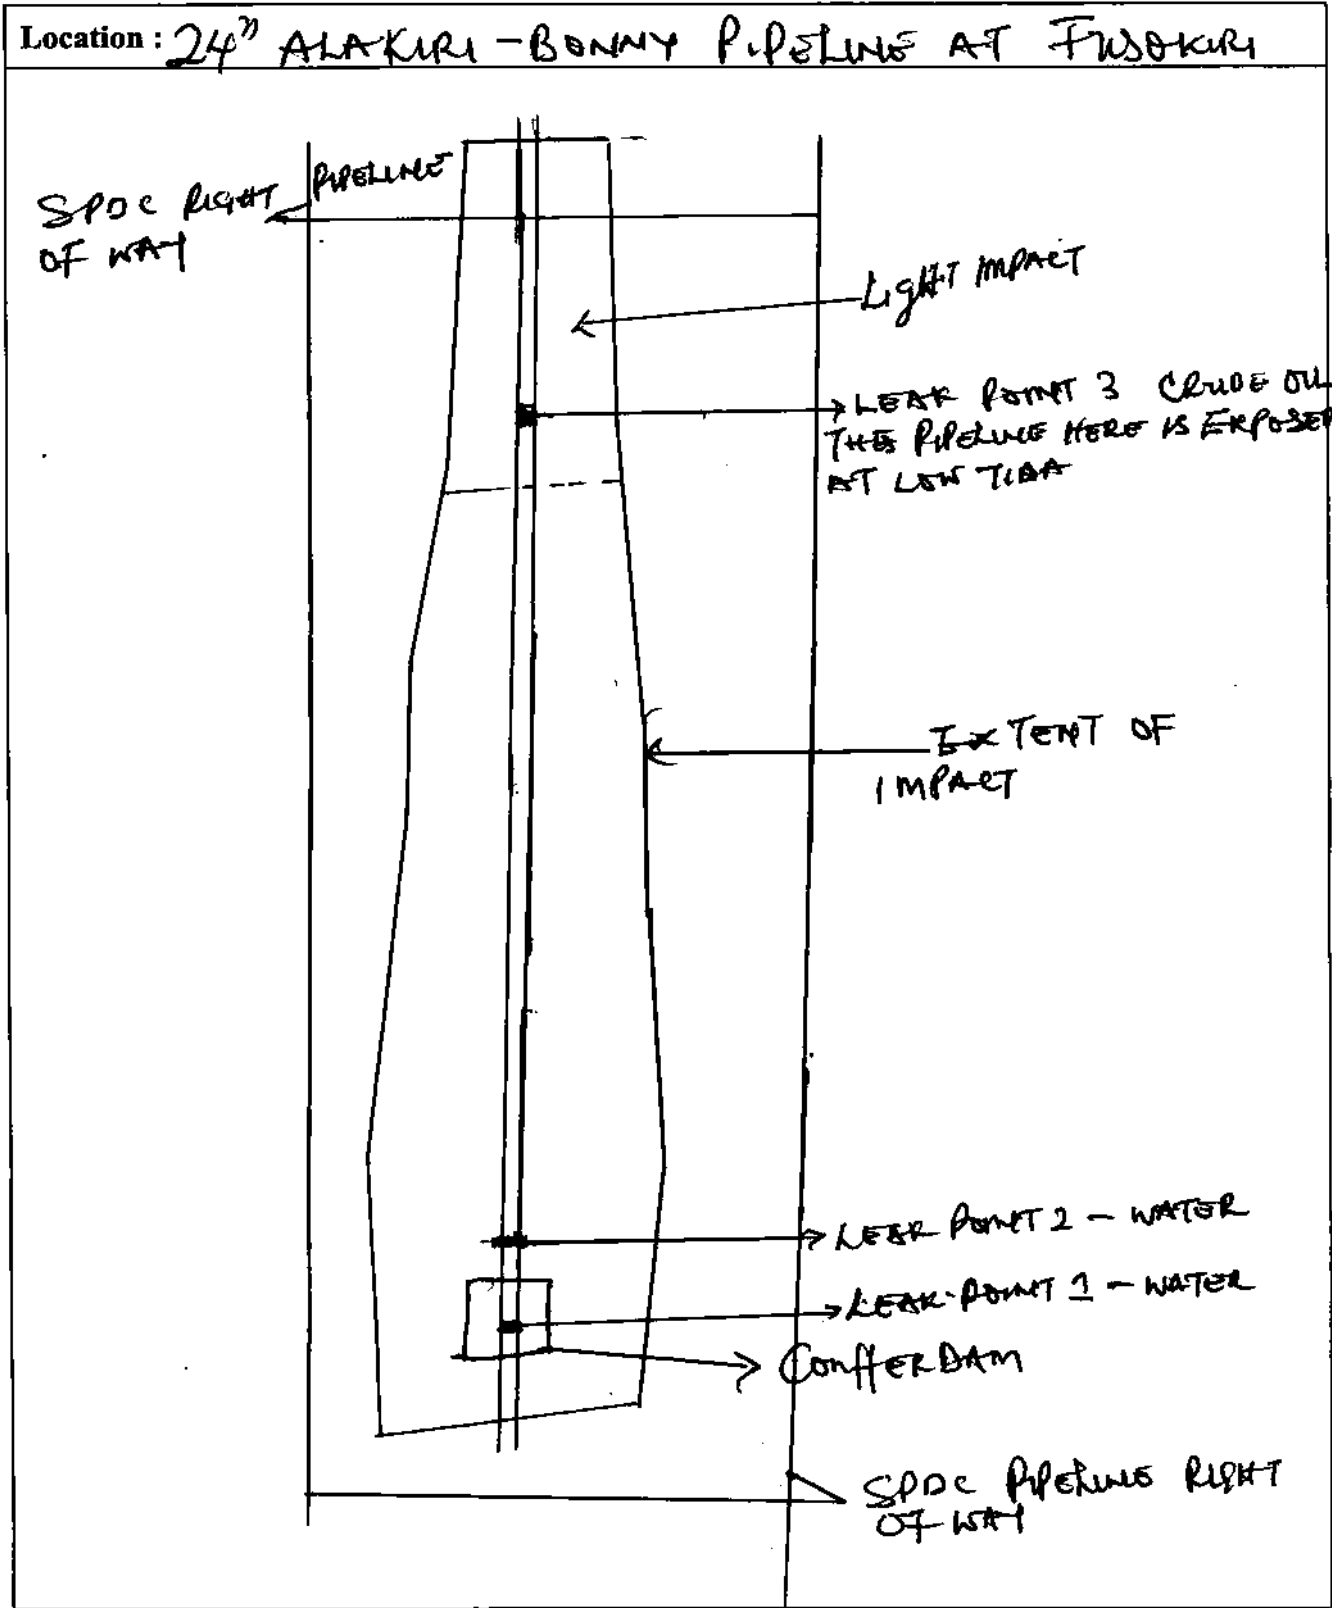 Location : 24" ALAKIRI - BONNY PIPELINE AT FUSOKIRI
SPDC RIGHT PIPELINE
OF WAY
LIGHT IMPACT
LEAK POINT 3 CRUDE OIL
THE PIPELINE HERE IS EXPOSED
AT LOW TIDA
EXTENT OF
IMPACT
LEAK POINT 2 - WATER
LEAK-POINT 1 - WATER
CONFFERDAM
SPDC PIPELINE RIGHT
OF WAY